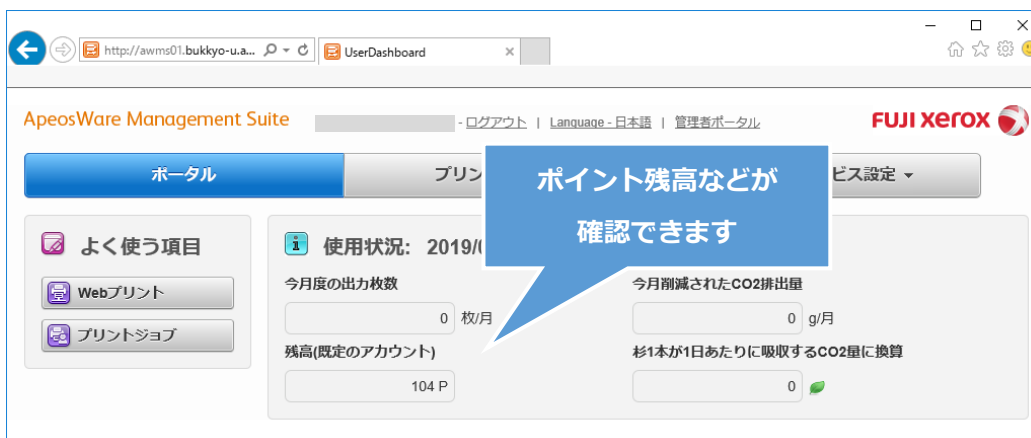 http://awms01.bukkyo-u.a...
UserDashboard
ApeosWare Management Suite
- ログアウト | Language - 日本語 | 管理者ポータル
FUJI XEROX
ポータル
プリン
ビス設定
ポイント残高などが
確認できます
よく使う項目
Webプリント
プリントジョブ
使用状況: 2019/
今月度の出力枚数
0 枚/月
今月削減されたCO2排出量
0 g/月
残高(既定のアカウント)
104 P
杉1本が1日あたりに吸収するCO2量に換算
0